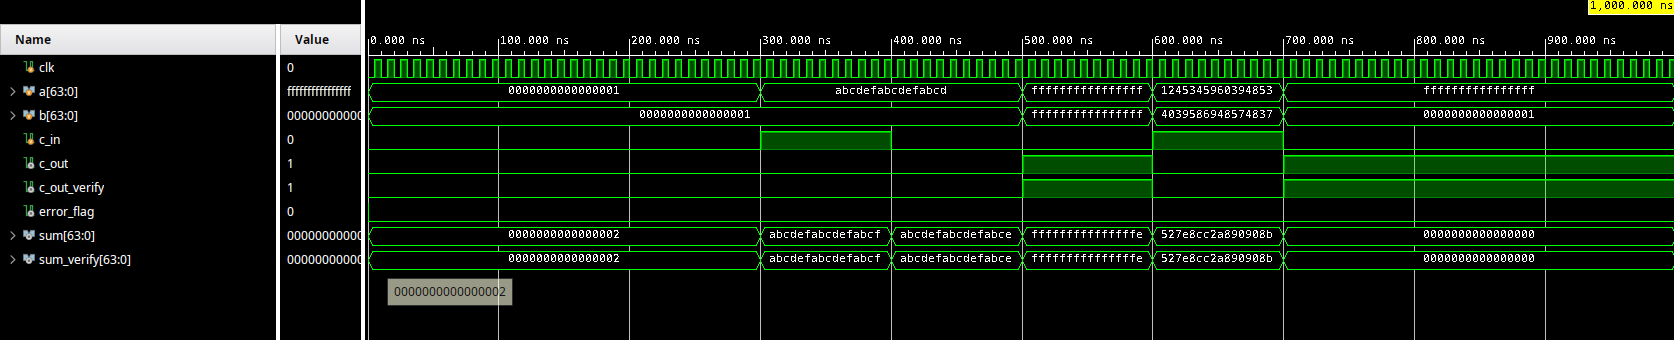 1,000.000 ns
Name Value 0.000 ns 100.000 ns 200.000 ns 300.000 ns 400.000 ns 500.000 ns 600.000 ns 700.000 ns 800.000 ns 900.000 ns
clk 0
a[63:0] ffffffffffffffff 0000000000000001 abcdefabcdefabcd ffffffffffffffff 1245345960394853 ffffffffffffffff
b[63:0] 00000000000 0000000000000001 ffffffffffffffff 4039586948574837 0000000000000001
c_in 0
c_out 1
c_out_verify 1
error_flag 0
sum[63:0] 00000000000 0000000000000002 abcdefabcdefabcf abcdefabcdefabce fffffffffffffffe 527e8cc2a890908b 0000000000000000
sum_verify[63:0] 00000000000 0000000000000002 abcdefabcdefabcf abcdefabcdefabce fffffffffffffffe 527e8cc2a890908b 0000000000000000
0000000000000002